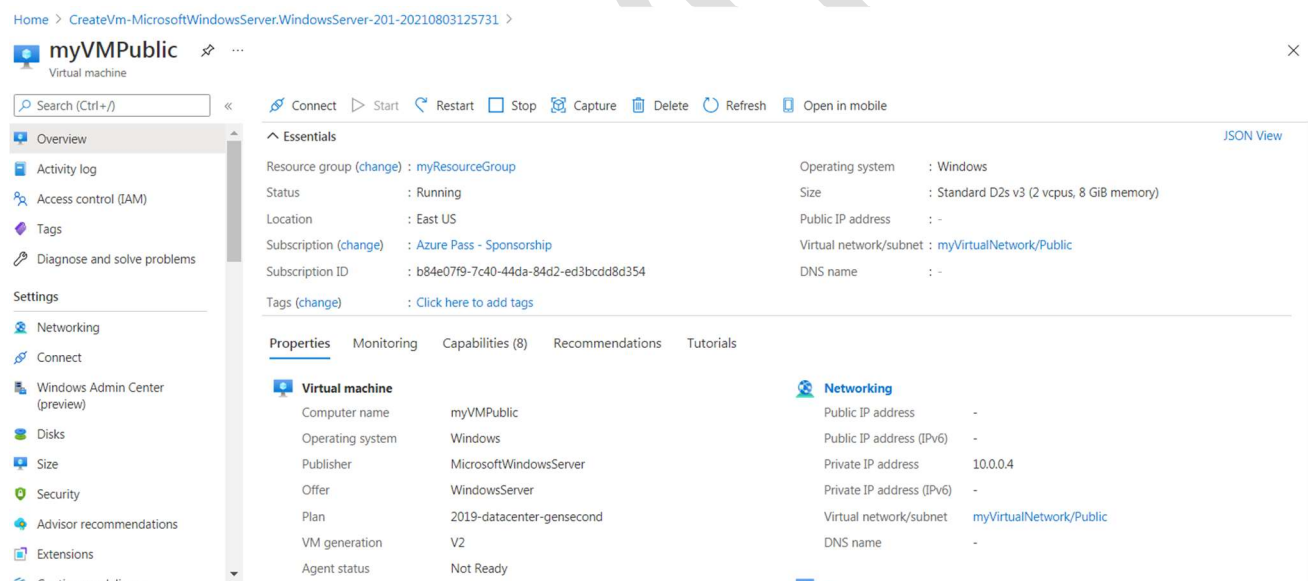 Home > CreateVm-MicrosoftWindowsServer.WindowsServer-201-20210803125731 >
myVMPublic ...
Virtual machine
Search (Ctrl+/) «
Overview
Activity log
Access control (IAM)
Tags
Diagnose and solve problems
Settings
Networking
Connect
Windows Admin Center
(preview)
Disks
Size
Security
Advisor recommendations
Extensions
Connect Start Restart Stop Capture Delete Refresh Open in mobile
Essentials JSON View
Resource group (change) : myResourceGroup
Status : Running
Location : East US
Subscription (change) : Azure Pass - Sponsorship
Subscription ID : b84e07f9-7c40-44da-84d2-ed3bcdd8d354
Tags (change) : Click here to add tags
Operating system : Windows
Size : Standard D2s v3 (2 vcpus, 8 GiB memory)
Public IP address : -
Virtual network/subnet : myVirtualNetwork/Public
DNS name : -
Properties Monitoring Capabilities (8) Recommendations Tutorials
Virtual machine
Computer name myVMPublic
Operating system Windows
Publisher MicrosoftWindowsServer
Offer WindowsServer
Plan 2019-datacenter-gensecond
VM generation V2
Agent status Not Ready
Networking
Public IP address -
Public IP address (IPv6) -
Private IP address 10.0.0.4
Private IP address (IPv6) -
Virtual network/subnet myVirtualNetwork/Public
DNS name -